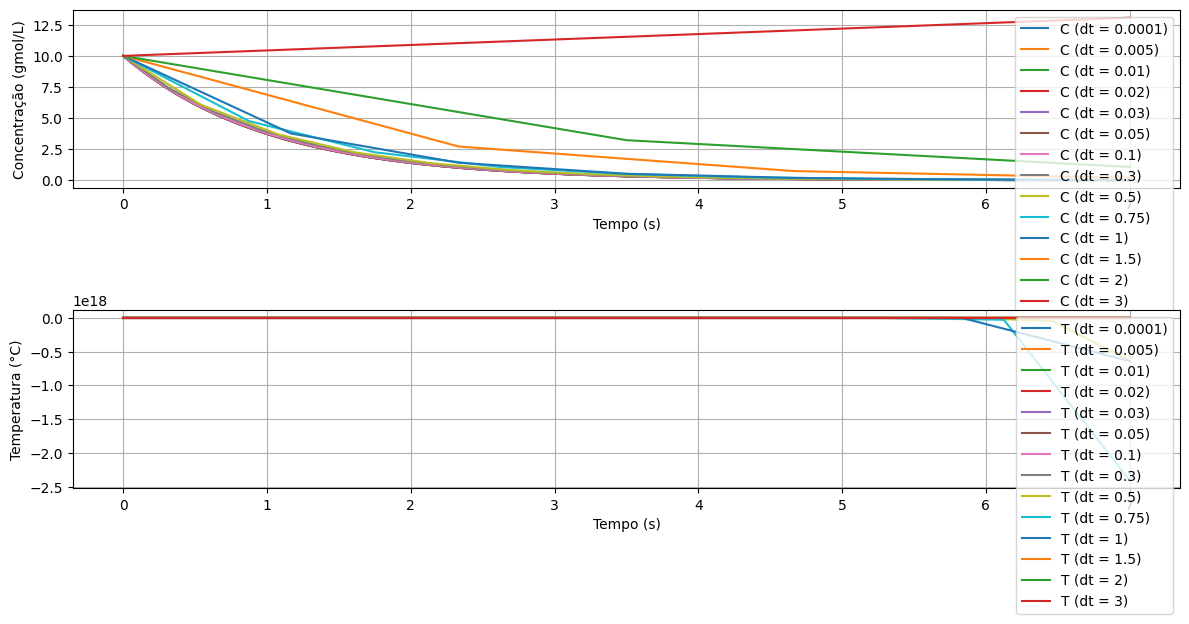 12.5
10.0
7.5
5.0
2.5
0.0
Concentração (gmol/L)
0 1 2 3 4 5 6
Tempo (s)
C (dt = 0.0001)
C (dt = 0.005)
C (dt = 0.01)
C (dt = 0.02)
C (dt = 0.03)
C (dt = 0.05)
C (dt = 0.1)
C (dt = 0.3)
C (dt = 0.5)
C (dt = 0.75)
C (dt = 1)
C (dt = 1.5)
C (dt = 2)
C (dt = 3)
1e18
0.0
−0.5
−1.0
−1.5
−2.0
−2.5
Temperatura (°C)
0 1 2 3 4 5 6 7
Tempo (s)
T (dt = 0.0001)
T (dt = 0.005)
T (dt = 0.01)
T (dt = 0.02)
T (dt = 0.03)
T (dt = 0.05)
T (dt = 0.1)
T (dt = 0.3)
T (dt = 0.5)
T (dt = 0.75)
T (dt = 1)
T (dt = 1.5)
T (dt = 2)
T (dt = 3)